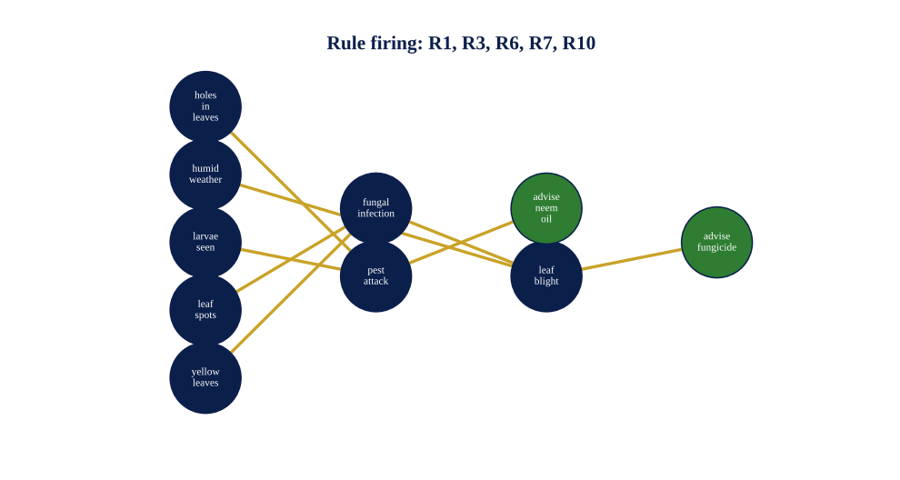 Rule firing: R1, R3, R6, R7, R10
holes
in
leaves
humid
weather
larvae
seen
leaf
spots
yellow
leaves
fungal
infection
pest
attack
advise
neem
oil
leaf
blight
advise
fungicide